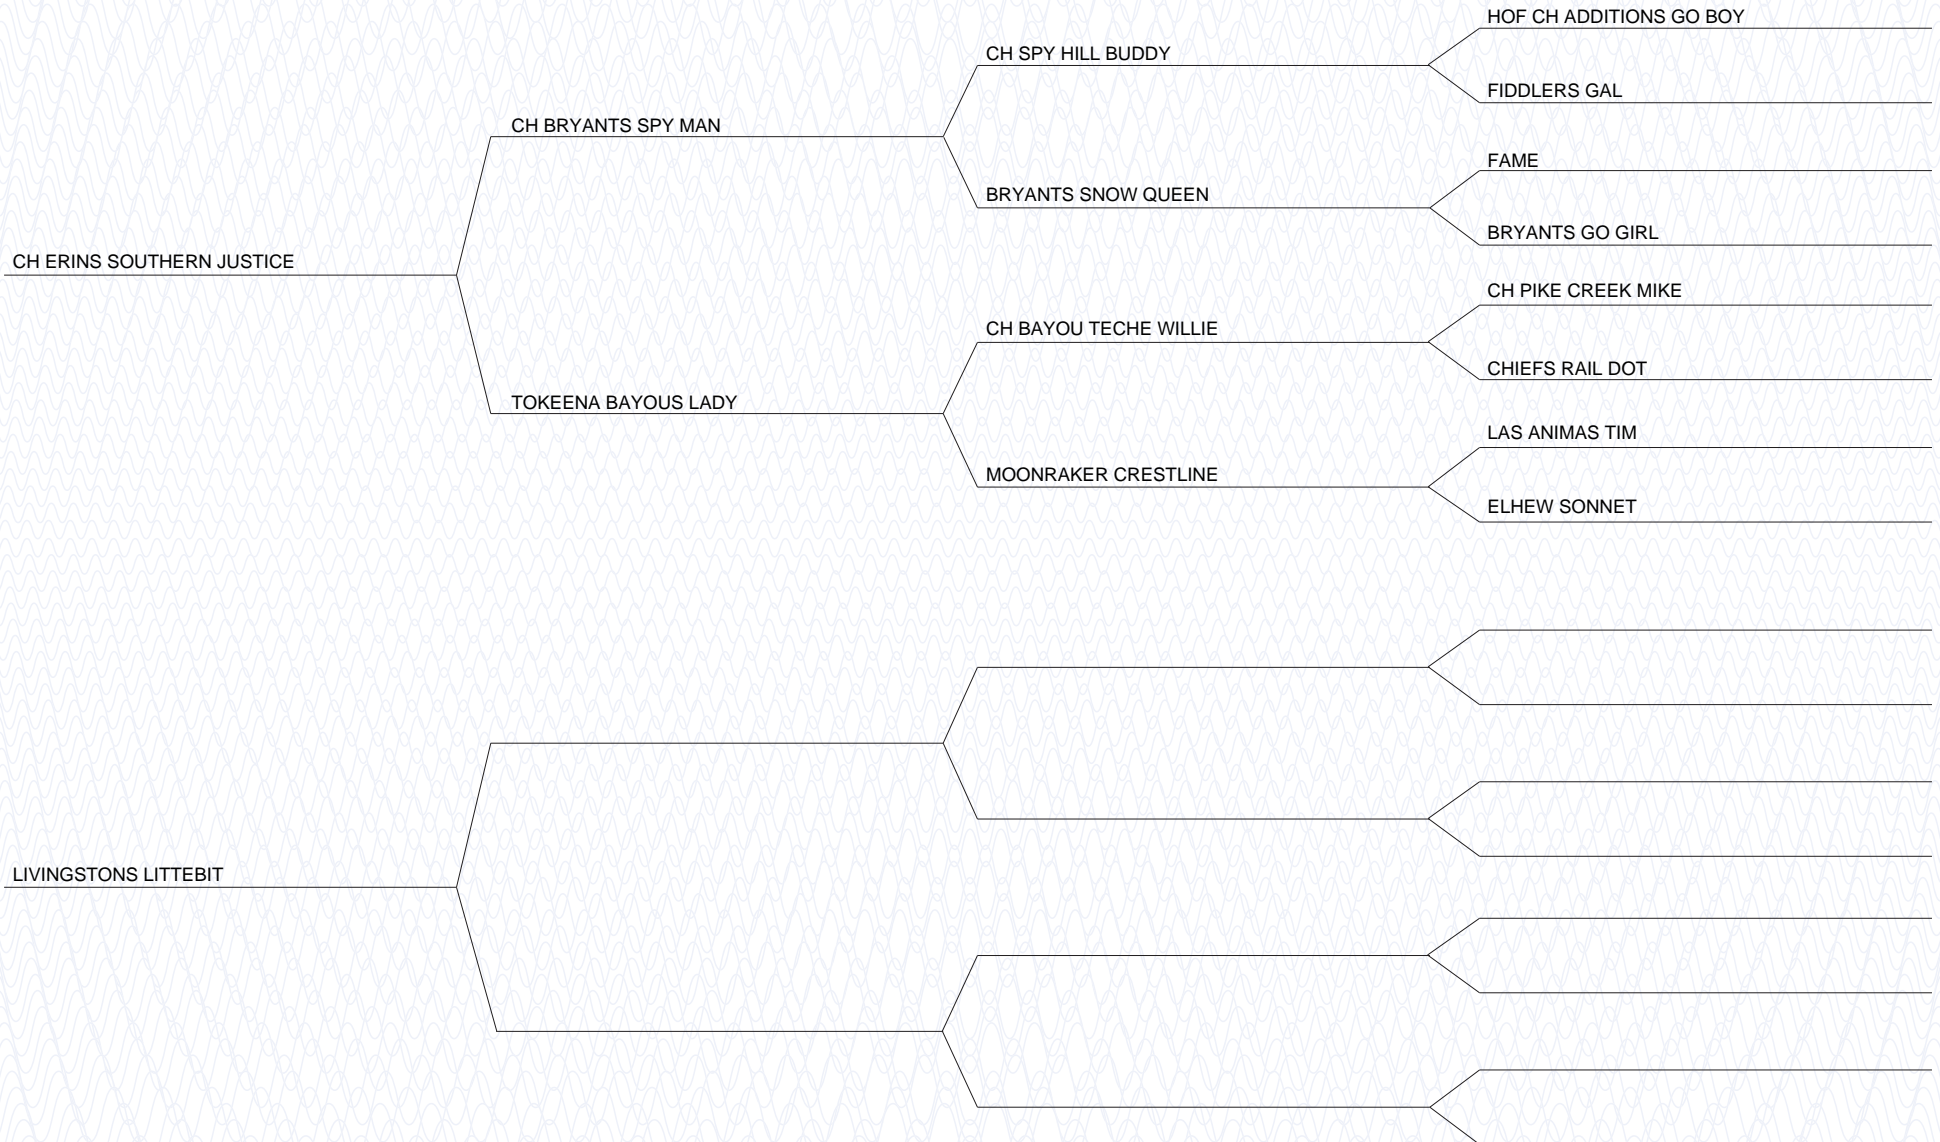 HOF CH ADDITIONS GO BOY
CH SPY HILL BUDDY
FIDDLERS GAL
CH BRYANTS SPY MAN
FAME
BRYANTS SNOW QUEEN
BRYANTS GO GIRL
CH ERINS SOUTHERN JUSTICE
CH PIKE CREEK MIKE
CH BAYOU TECHE WILLIE
CHIEFS RAIL DOT
TOKEENA BAYOUS LADY
LAS ANIMAS TIM
MOONRAKER CRESTLINE
ELHEW SONNET
LIVINGSTONS LITTEBIT